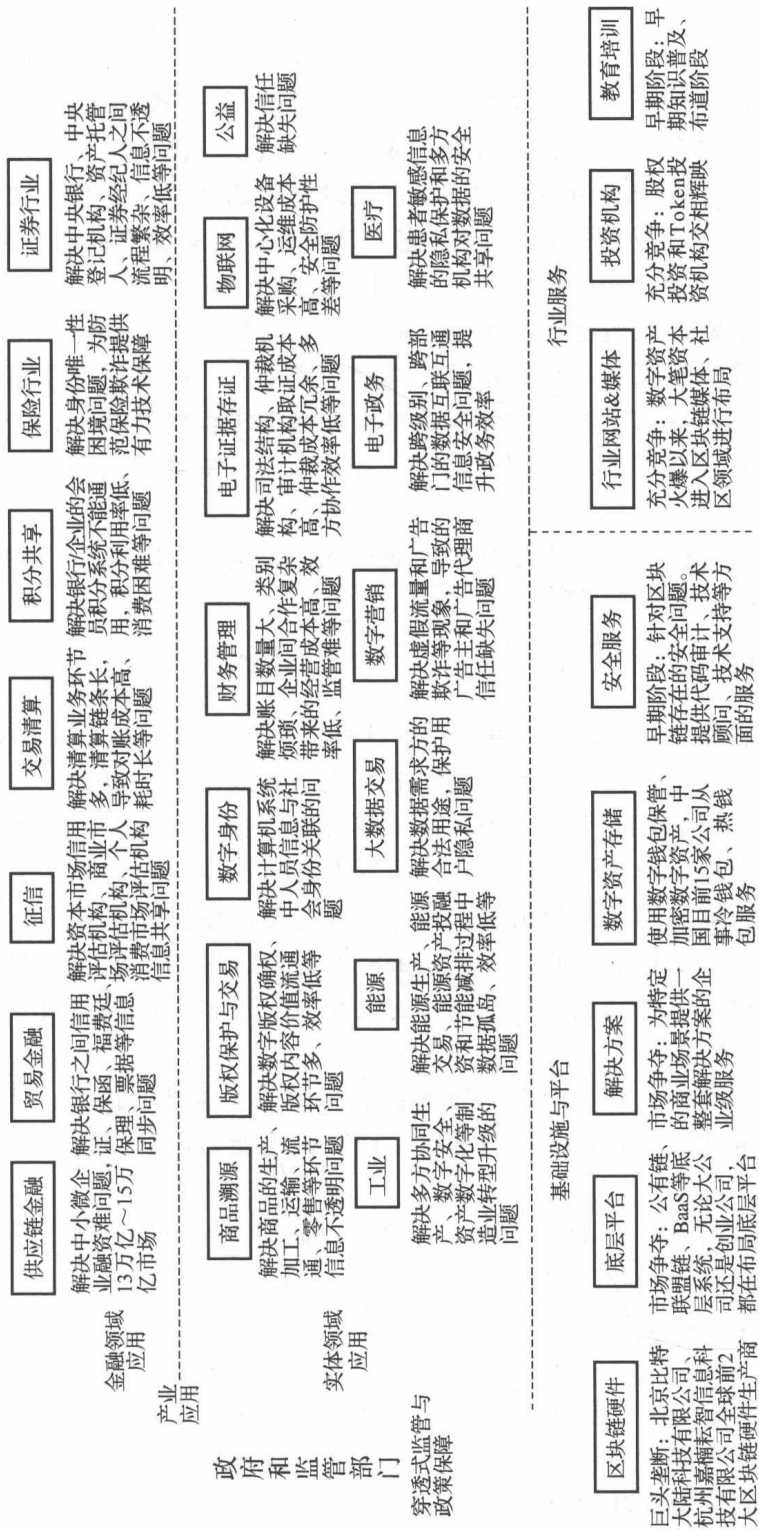 政府和监管部门
穿透式监管与
政策保障
产业
应用
金融领域
应用
供应链金融
解决中小微企
业融资难问题,
13万亿～15万
亿市场
贸易金融
解决银行之间信用
证、保函、福费廷、
保理、票据等信息
同步问题
征信
解决资本市场信用
评估机构、商业市
场评估机构、个人
消费市场评估机构
信息共享问题
交易清算
解决清算业务环节
多，清算链条长，
导致对账成本高、
耗时长等问题
积分共享
解决银行/企业的会
员积分系统不能通
用，积分利用率低、
消费困难等问题
保险行业
解决身份唯一性
困境问题，为防
范保险欺诈提供
有力技术保障
证券行业
解决中央银行、中央
登记机构、资产托管
人、证券经纪人之间
流程繁杂、信息不透
明、效率低等问题
实体领域
应用
商品溯源
解决商品的生产、
加工、运输、流
通、零售等环节
信息不透明问题
版权保护与交易
解决数字版权确权、
版权内容价值流通
环节多、效率低等
问题
数字身份
解决计算机系统
中人员信息与社
会身份关联的问
题
财务管理
解决账目数量大、类别
烦琐、企业间合作复杂
带来的经营成本高、效
率低、监管难等问题
电子证据存证
解决司法结构、仲裁机
构、审计机构取证成本
高、仲裁成本冗余、多
方协作效率低等问题
物联网
解决中心化设备
采购、运维成本
高、安全防护性
差等问题
公益
解决信任
缺失问题
工业
解决多方协同生
产、数字安全、
资产数字化等制
造业转型升级的
问题
能源
解决能源生产、能源
交易、能源资产投融
资和节能减排过程中
数据孤岛、效率低等
问题
大数据交易
解决数据需求方的
合法用途，保护用
户隐私问题
数字营销
解决虚假流量和广告
欺诈等现象，导致的
广告主和广告代理商
信任缺失问题
电子政务
解决跨级别、跨部
门的数据互联互通
信息安全问题，提
升政务效率
医疗
解决患者敏感信息
的隐私保护和多方
机构对数据的安全
共享问题
基础设施与平台
区块链硬件
巨头垄断：北京比特
大陆科技有限公司、
杭州嘉楠耘智信息科
技有限公司全球前2
大区块链硬件生产商
底层平台
市场争夺：公有链、
联盟链、BaaS等底
层系统，无论大公
司还是创业公司，
都在布局底层平台
解决方案
市场争夺：为特定
的商业场景提供一
整套解决方案的企
业级服务
数字资产存储
使用数字钱包保管、
加密数字资产，中
国目前15家公司从
事冷钱包、热钱
包服务
安全服务
早期阶段：针对区块
链存在的安全问题。
提供代码审计、技术
顾问、技术支持等方
面的服务
行业服务
行业网站&媒体
充分竞争：数字资产
火爆以来，大笔资本
进入区块链媒体、社
区领域进行布局
投资机构
充分竞争：股权
投资和Token投
资机构交相辉映
教育培训
早期阶段：早
期知识普及、
布道阶段